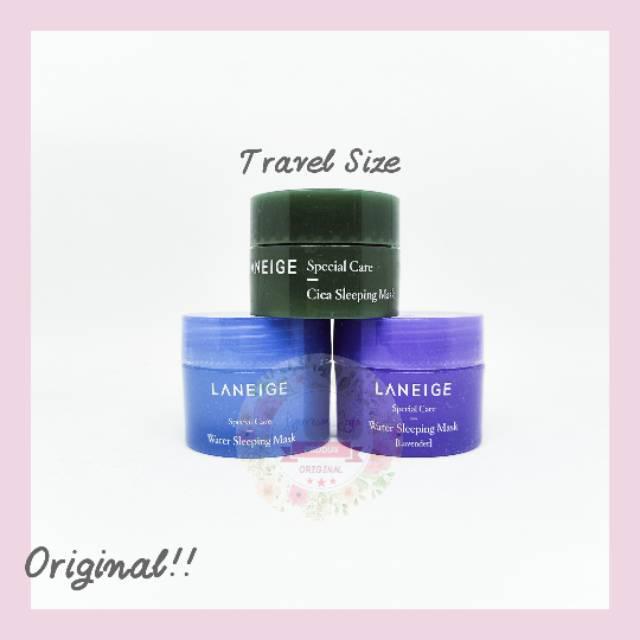 Travel Size
LANEIGE
Special Care
Cica Sleeping Mask
LANEIGE
Special Care
Water Sleeping Mask
LANEIGE
Special Care
Water Sleeping Mask
[Lavender]
ORIGINAL
Original!!